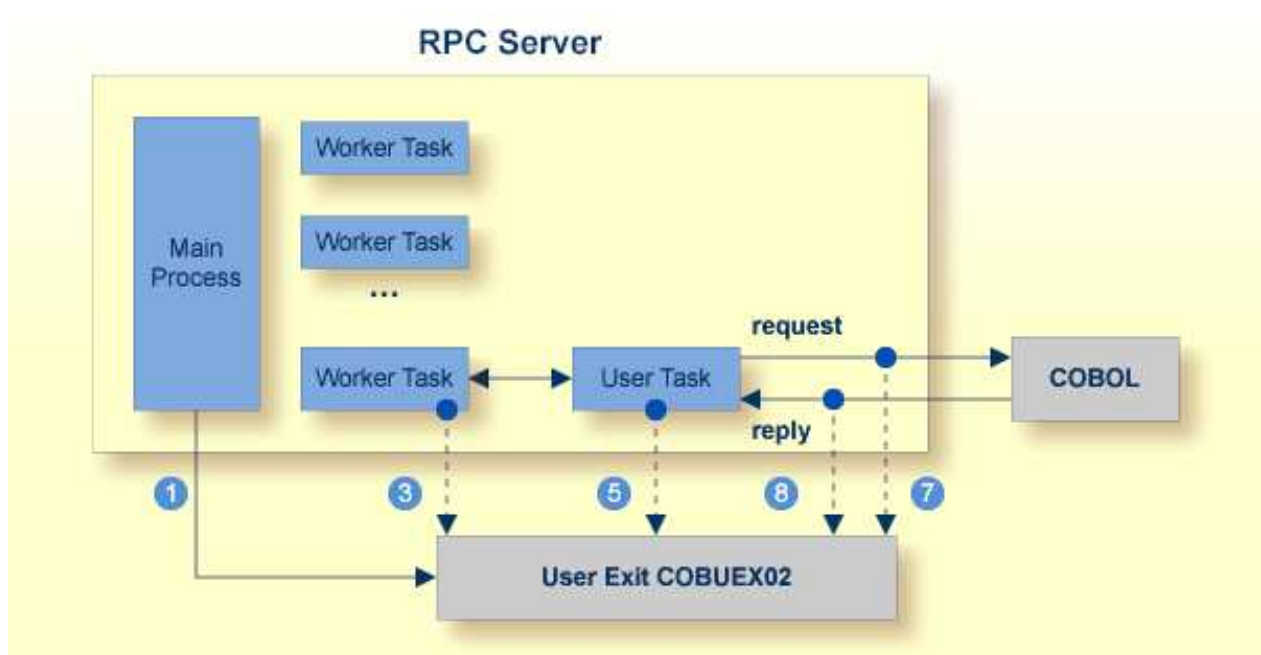 RPC Server
Worker Task
Worker Task
Main
Process
...
request
Worker Task
User Task
COBOL
reply
1
3
5
8
7
User Exit COBUEX02